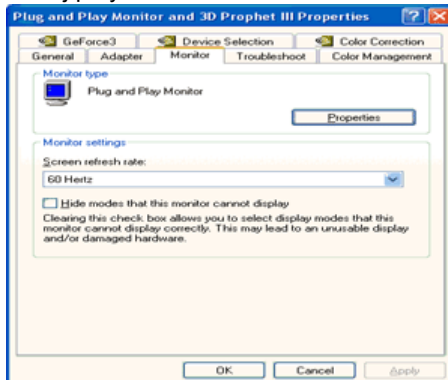 Plug and Play Monitor and 3D Prophet III Properties
GeForce3 Device Selection Color Correction
General Adapter Monitor Troubleshoot Color Management
Monitor type
Plug and Play Monitor
Properties
Monitor settings
Screen refresh rate:
60 Hertz
Hide modes that this monitor cannot display
Clearing this check box allows you to select display modes that this
monitor cannot display correctly. This may lead to an unusable display
and/or damaged hardware.
OK Cancel Apply